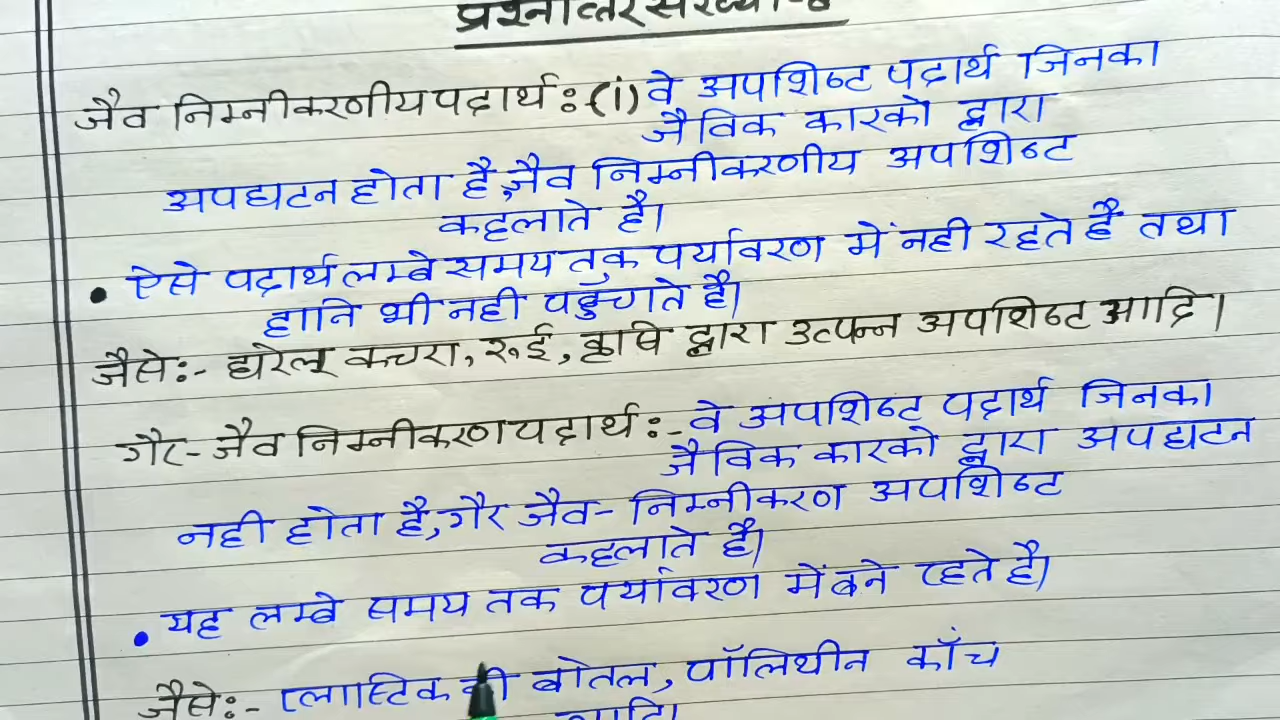 प्रश्नोत्तर संख्या-
जैव निम्नीकरणीय पदार्थ:-(i) वे अपशिष्ट पदार्थ जिनका
जैविक कारको द्वारा
अपघटन होता है, जैव निम्नीकरणीय अपशिष्ट
कहलाते है।
• ऐसे पदार्थ लम्बे समय तक पर्यावरण में नही रहते है तथा
हानि भी नही पहुँचाते है।
जैसे:- घरेलू कचरा, रूई, कृषि द्वारा उत्पन्न अपशिष्ट आदि।
गैर-जैव निम्नीकरण पदार्थ:- वे अपशिष्ट पदार्थ जिनका
जैविक कारको द्वारा अपघटन
नही होता है, गैर जैव-निम्नीकरण अपशिष्ट
कहलाते है।
• यह लम्बे समय तक पर्यावरण में बने रहते है।
जैसे:- प्लास्टिक की बोतल, पॉलिथीन काँच
आदि।